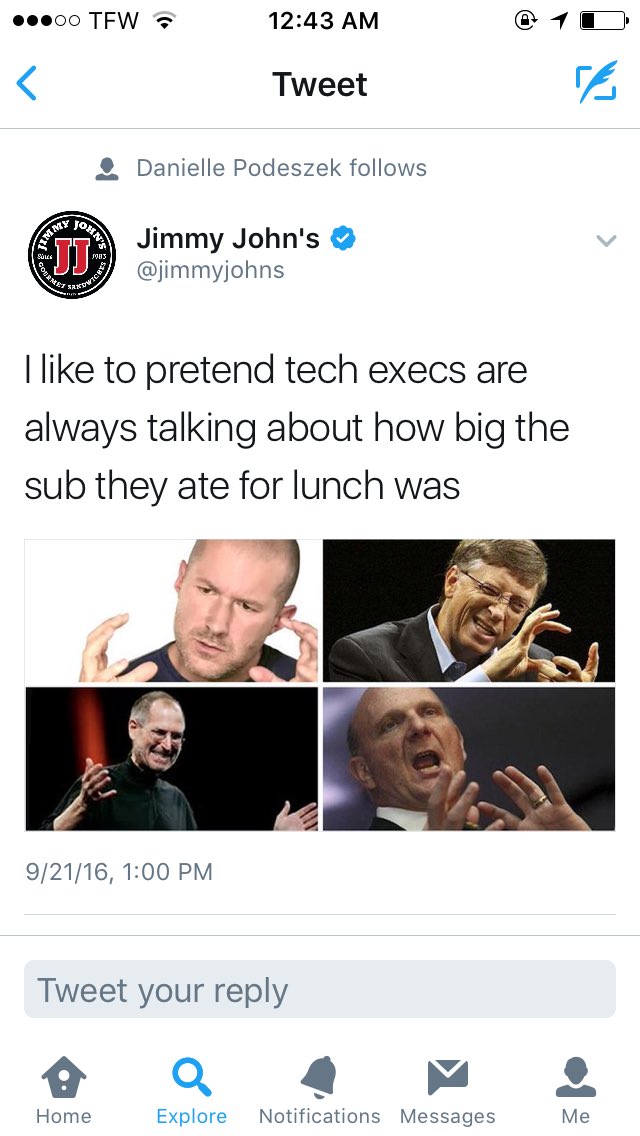 TFW 12:43 AM
Tweet
Danielle Podeszek follows
JIMMY JOHN'S
Since JJ 1983
GOURMET SANDWICHES
Jimmy John's
@jimmyjohns
I like to pretend tech execs are
always talking about how big the
sub they ate for lunch was
9/21/16, 1:00 PM
Tweet your reply
Home Explore Notifications Messages Me